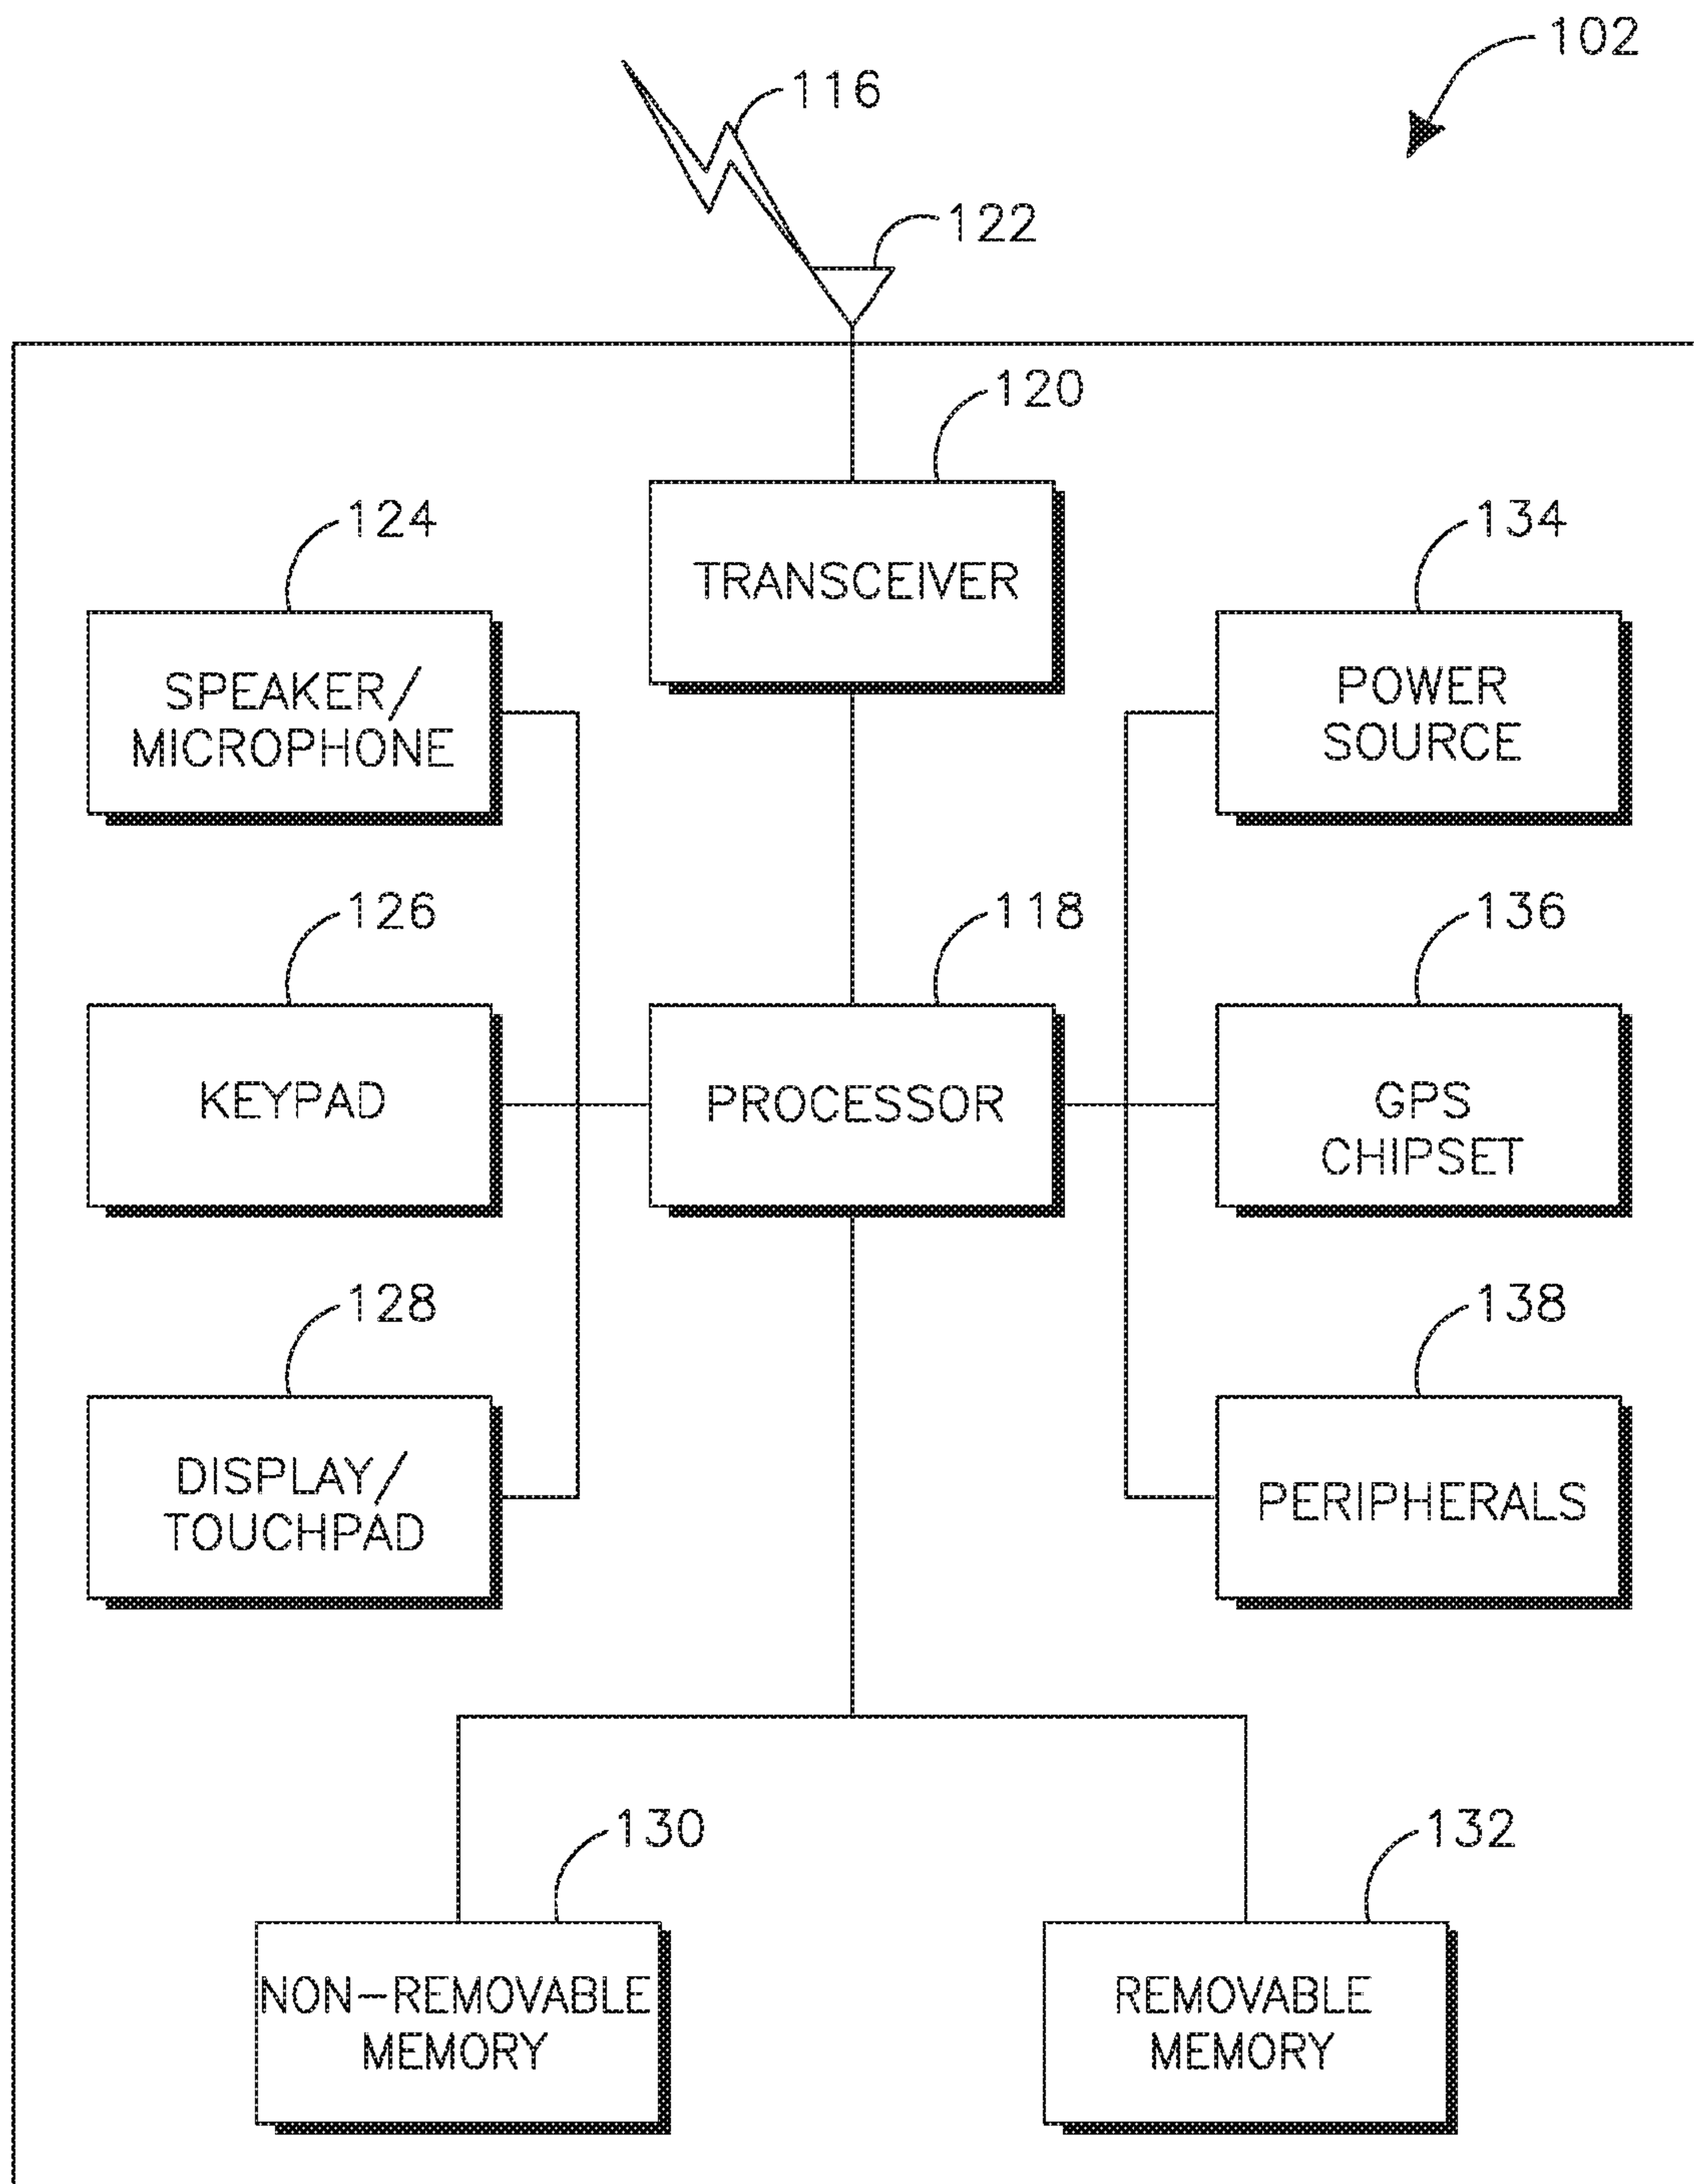 102
116
122
120
TRANSCEIVER
124
SPEAKER/
MICROPHONE
134
POWER
SOURCE
126
KEYPAD
118
PROCESSOR
136
GPS
CHIPSET
128
DISPLAY/
TOUCHPAD
138
PERIPHERALS
130
NON-REMOVABLE
MEMORY
132
REMOVABLE
MEMORY